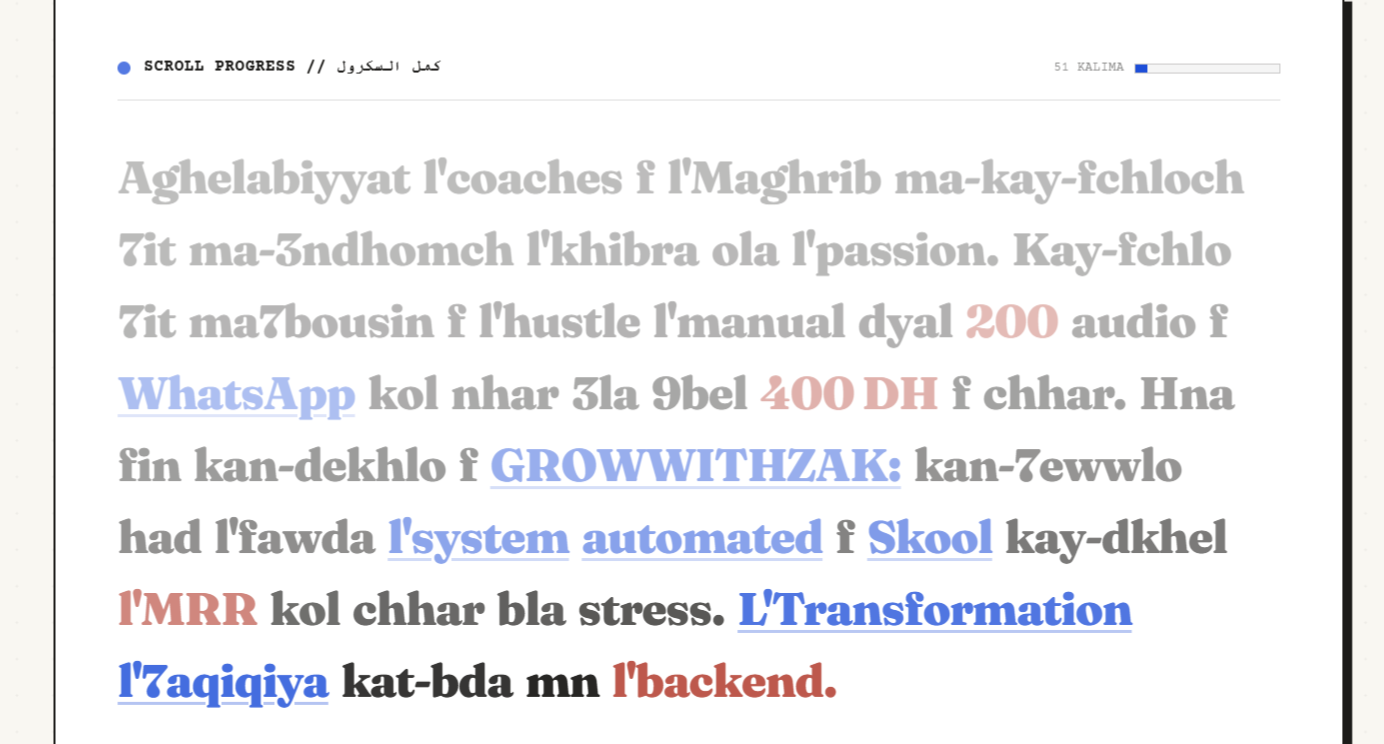 SCROLL PROGRESS // كمل السكرول
51 KALIMA
Aghelabiyyat l'coaches f l'Maghrib ma-kay-fchloch
7it ma-3ndhomch l'khibra ola l'passion. Kay-fchlo
7it ma7bousin f l'hustle l'manual dyal 200 audio f
WhatsApp kol nhar 3la 9bel 400 DH f chhar. Hna
fin kan-dekhlo f GROWWITHZAK: kan-7ewwlo
had l'fawda l'system automated f Skool kay-dkhel
l'MRR kol chhar bla stress. L'Transformation
l'7aqiqiya kat-bda mn l'backend.